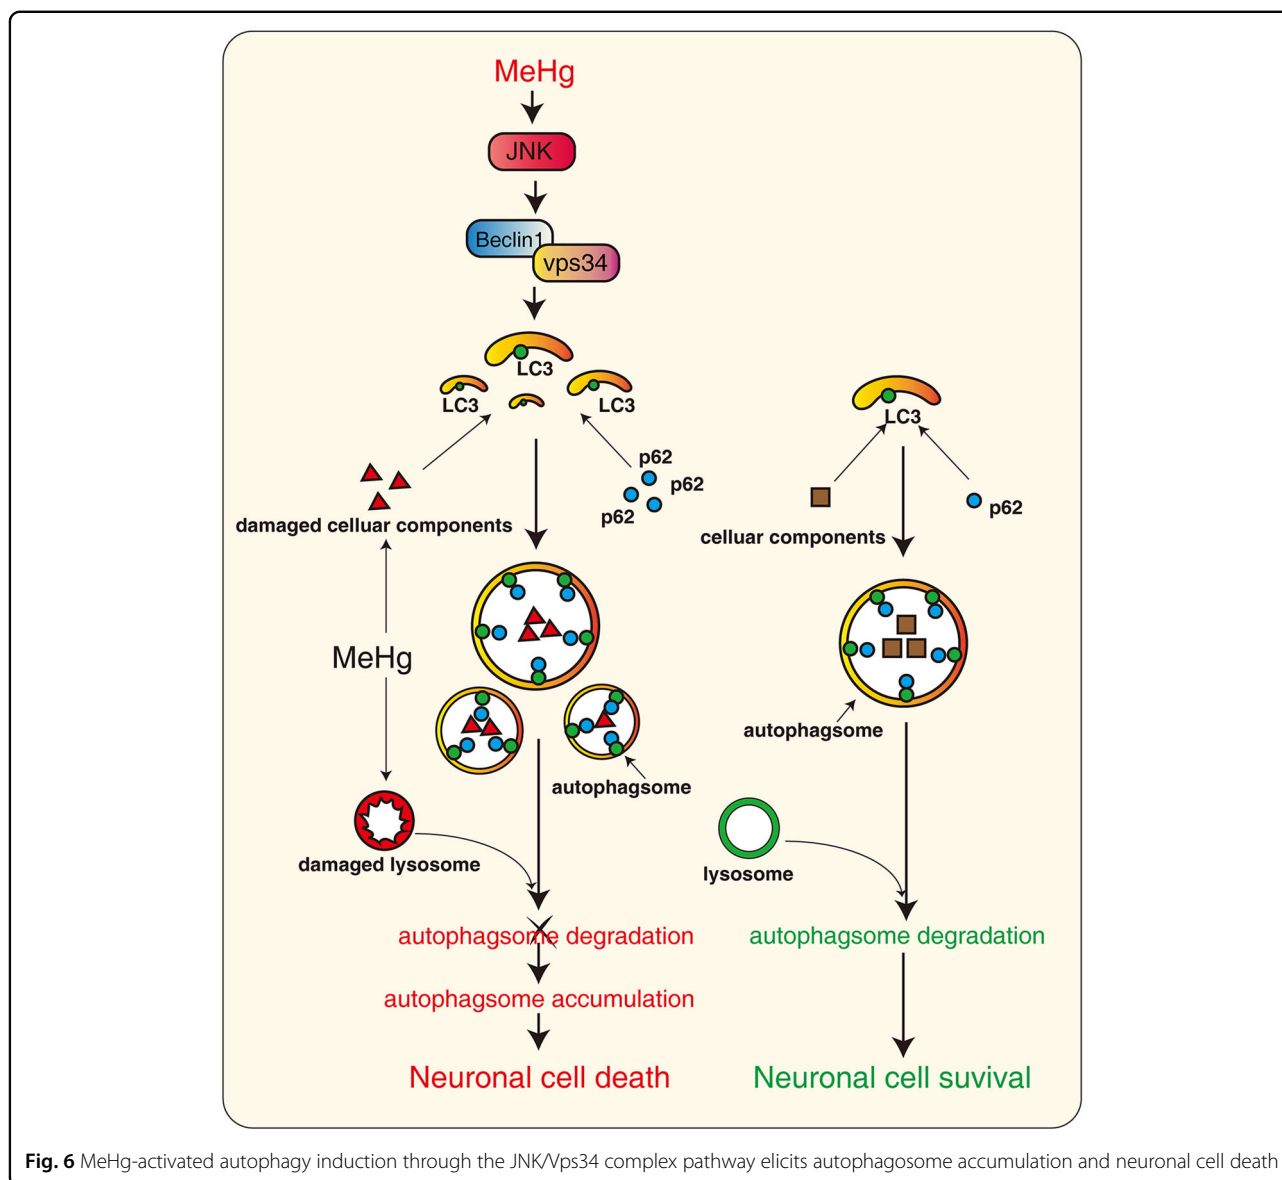 MeHg
JNK
Beclin1
vps34
LC3
LC3
LC3
p62
p62
p62
damaged celluar components
MeHg
autophagsome
damaged lysosome
autophagsome degradation
autophagsome accumulation
Neuronal cell death
LC3
p62
celluar components
autophagsome
lysosome
autophagsome degradation
Neuronal cell suvival
Fig. 6 MeHg-activated autophagy induction through the JNK/Vps34 complex pathway elicits autophagosome accumulation and neuronal cell death